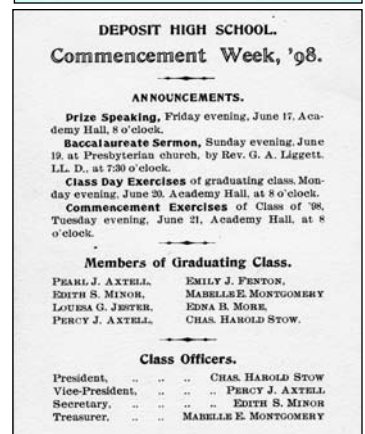 DEPOSIT HIGH SCHOOL.
Commencement Week, '98.
ANNOUNCEMENTS.
Prize Speaking, Friday evening, June 17, Aca-
demy Hall, 8 o'clock.
Baccalaureate Sermon, Sunday evening, June
19, at Presbyterian church, by Rev. G. A. Liggett.
LL. D., at 7:30 o'clock.
Class Day Exercises of graduating class, Mon-
day evening, June 20, Academy Hall, at 8 o'clock.
Commencement Exercises of Class of '98,
Tuesday evening, June 21, Academy Hall, at 8
o'clock.
Members of Graduating Class.
PEARL J. AXTELL, EMILY J. FENTON,
EDITH S. MINOR, MABELLE E. MONTGOMERY
LOUESA G. JESTER, EDNA B. MORE,
PERCY J. AXTELL, CHAS. HAROLD STOW.
Class Officers.
President, .. .. .. CHAS. HAROLD STOW
Vice-President, .. .. .. PERCY J. AXTELL
Secretary, .. .. .. EDITH S. MINOR
Treasurer, .. .. MABELLE E. MONTGOMERY